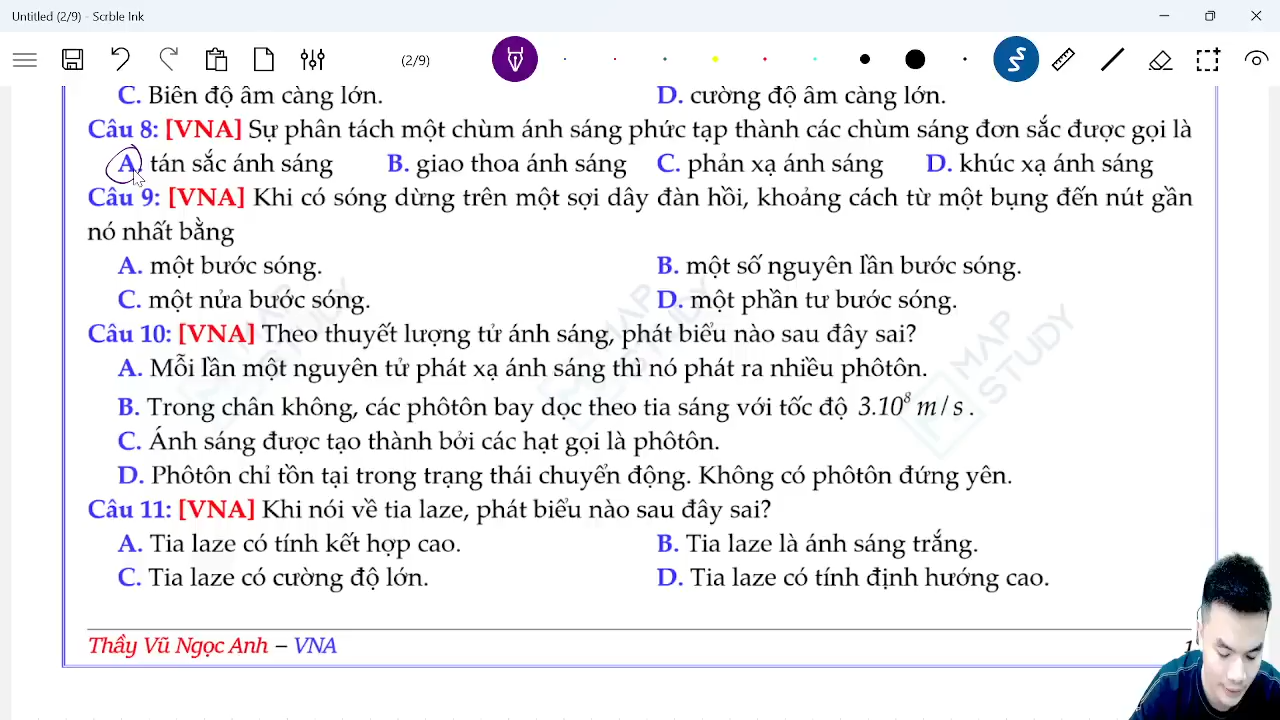 Untitled (2/9) - Scrble Ink
(2/9)
C. Biên độ âm càng lớn. D. cường độ âm càng lớn.
Câu 8: [VNA] Sự phân tách một chùm ánh sáng phức tạp thành các chùm sáng đơn sắc được gọi là
A. tán sắc ánh sáng B. giao thoa ánh sáng C. phản xạ ánh sáng D. khúc xạ ánh sáng
Câu 9: [VNA] Khi có sóng dừng trên một sợi dây đàn hồi, khoảng cách từ một bụng đến nút gần
nó nhất bằng
A. một bước sóng. B. một số nguyên lần bước sóng.
C. một nửa bước sóng. D. một phần tư bước sóng.
Câu 10: [VNA] Theo thuyết lượng tử ánh sáng, phát biểu nào sau đây sai?
A. Mỗi lần một nguyên tử phát xạ ánh sáng thì nó phát ra nhiều phôtôn.
B. Trong chân không, các phôtôn bay dọc theo tia sáng với tốc độ 3.10⁸ m/s.
C. Ánh sáng được tạo thành bởi các hạt gọi là phôtôn.
D. Phôtôn chỉ tồn tại trong trạng thái chuyển động. Không có phôtôn đứng yên.
MAP STUDY
Câu 11: [VNA] Khi nói về tia laze, phát biểu nào sau đây sai?
A. Tia laze có tính kết hợp cao. B. Tia laze là ánh sáng trắng.
C. Tia laze có cường độ lớn. D. Tia laze có tính định hướng cao.
Thầy Vũ Ngọc Anh – VNA 1